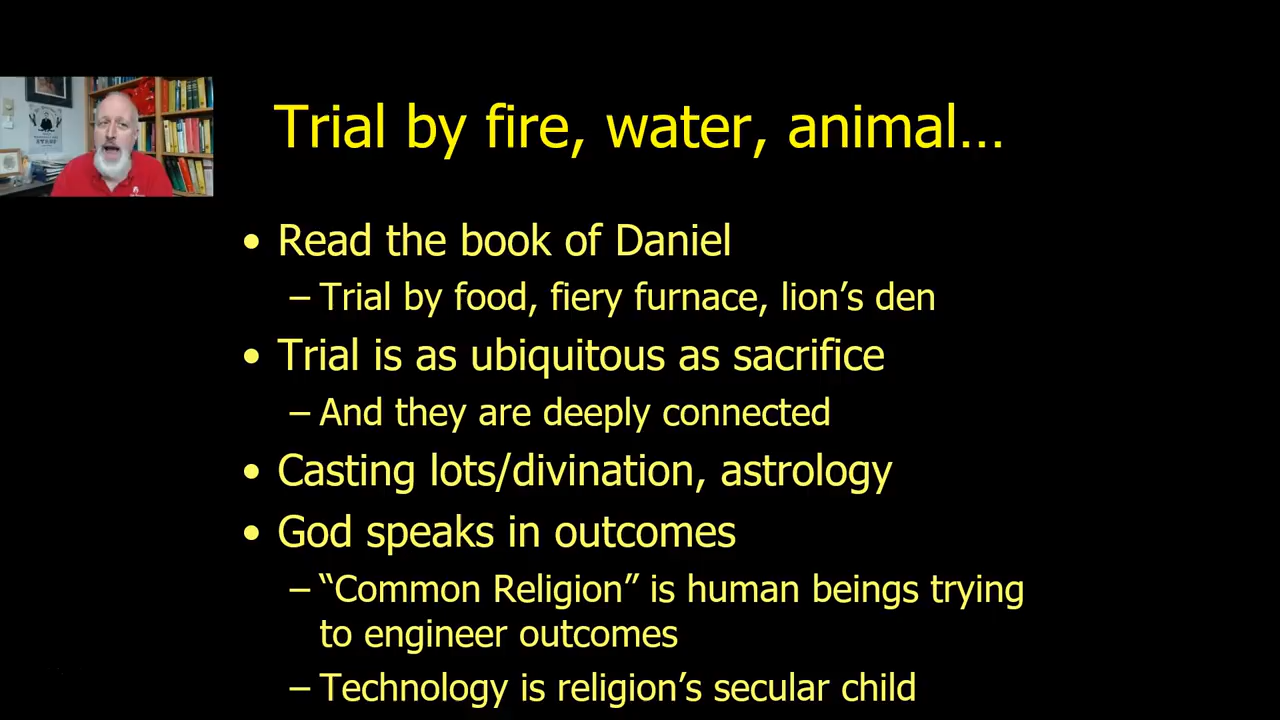 Trial by fire, water, animal…
• Read the book of Daniel
– Trial by food, fiery furnace, lion’s den
• Trial is as ubiquitous as sacrifice
– And they are deeply connected
• Casting lots/divination, astrology
• God speaks in outcomes
– “Common Religion” is human beings trying
to engineer outcomes
– Technology is religion’s secular child